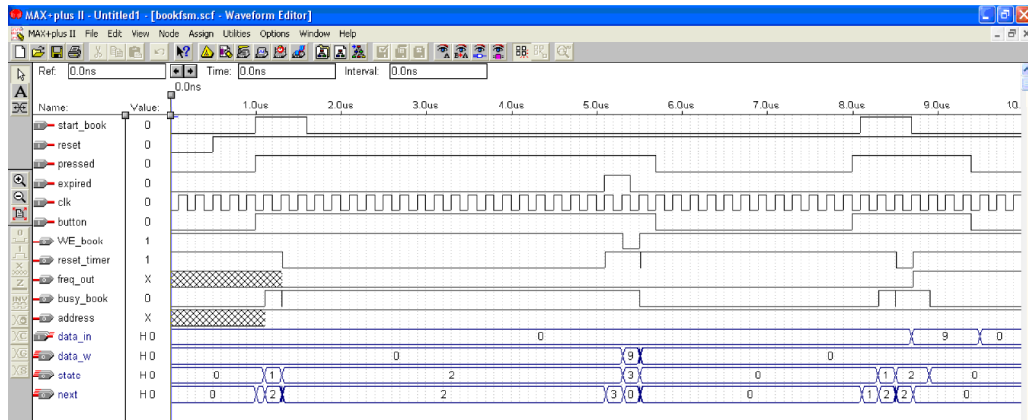 MAX+plus II - Untitled1 - [bookfsm.scf - Waveform Editor]
MAX+plus II File Edit View Node Assign Utilities Options Window Help
Ref: 0.0ns Time: 0.0ns Interval: 0.0ns
0.0ns
Name: Value: 1.0us 2.0us 3.0us 4.0us 5.0us 6.0us 7.0us 8.0us 9.0us 10.
start_book 0
reset 0
pressed 0
expired 0
clk 0
button 0
WE_book 1
reset_timer 1
freq_out X
busy_book 0
address X
data_in H 0 0 9 0
data_w H 0 0 9 0
state H 0 0 1 2 3 0 1 2 0
next H 0 0 2 2 3 0 0 1 2 2 0